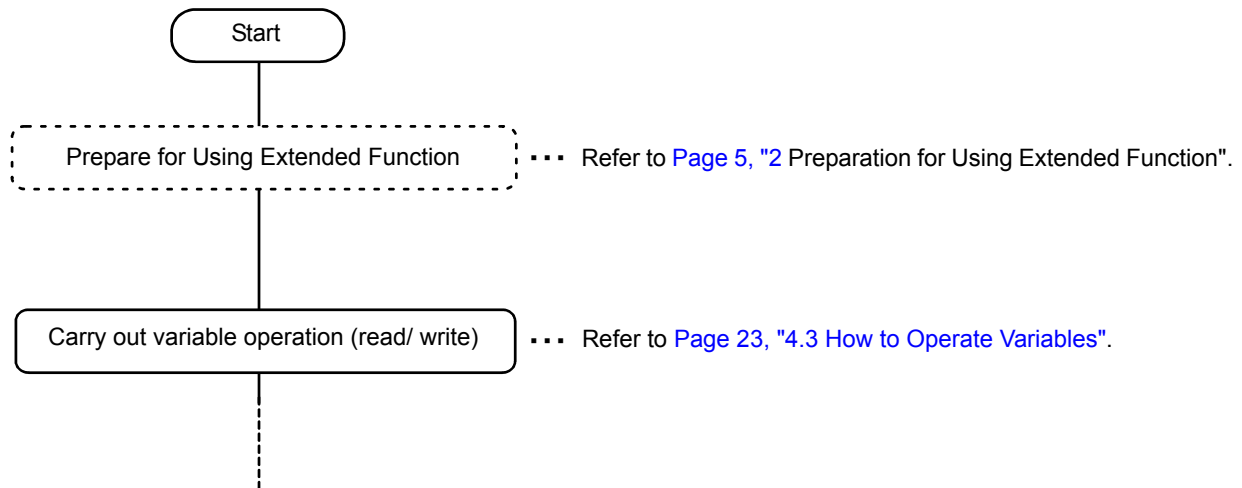 Start
Prepare for Using Extended Function
▪▪▪ Refer to Page 5, "2 Preparation for Using Extended Function".
Carry out variable operation (read/ write)
▪▪▪ Refer to Page 23, "4.3 How to Operate Variables".